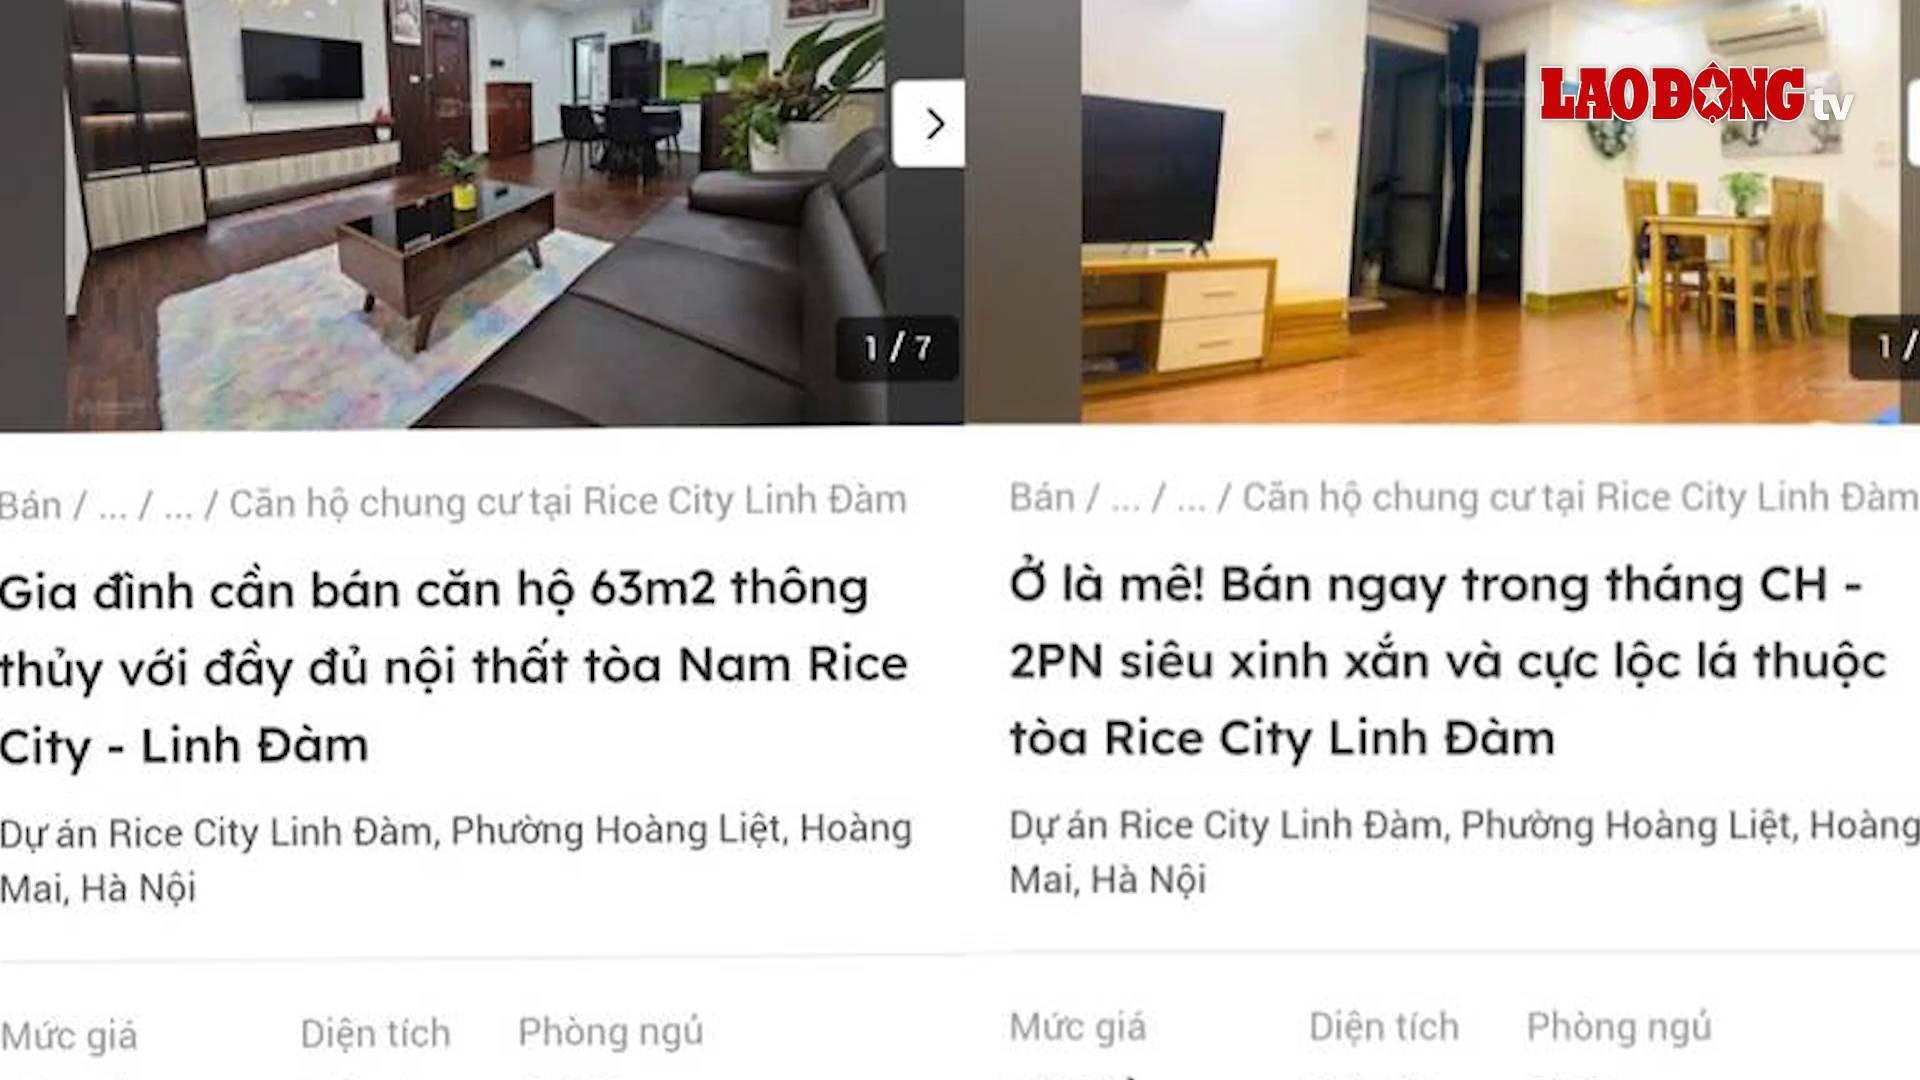 LAO ĐỘNG tv
1 / 7
1 /
Bán / ... / ... / Căn hộ chung cư tại Rice City Linh Đàm
Gia đình cần bán căn hộ 63m2 thông
thủy với đầy đủ nội thất tòa Nam Rice
City - Linh Đàm
Dự án Rice City Linh Đàm, Phường Hoàng Liệt, Hoàng
Mai, Hà Nội
Mức giá Diện tích Phòng ngủ
Bán / ... / ... / Căn hộ chung cư tại Rice City Linh Đàm
Ở là mê! Bán ngay trong tháng CH -
2PN siêu xinh xắn và cực lộc lá thuộc
tòa Rice City Linh Đàm
Dự án Rice City Linh Đàm, Phường Hoàng Liệt, Hoàng
Mai, Hà Nội
Mức giá Diện tích Phòng ngủ